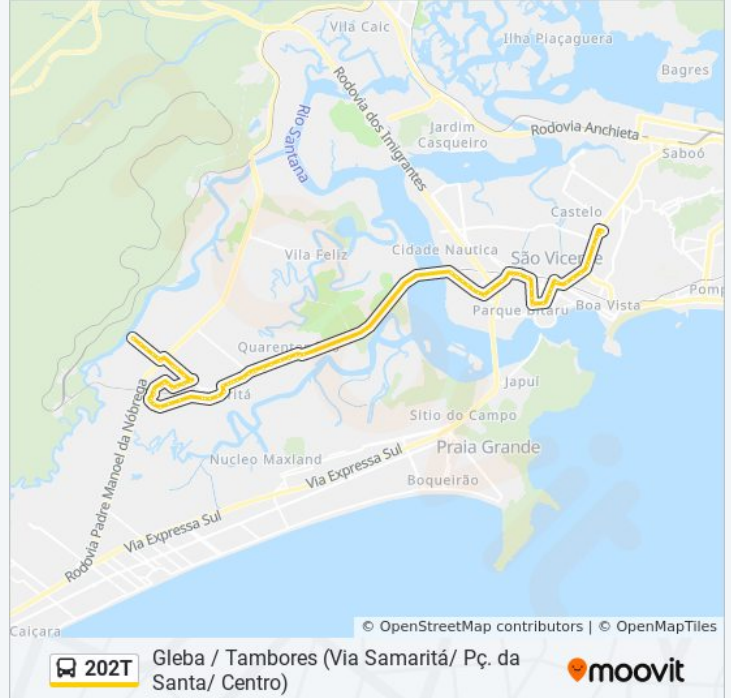 Vila Caic
Ilha Piaçaguera
Bagres
Rodovia dos Imigrantes
Rio Santana
Jardim
Casqueiro
Rodovia Anchieta
Saboó
Castelo
Cidade Nautica
São Vicente
Vila Feliz
Parque Bitaru
Boa Vista
Pomp
Quarent
itá
Japuí
Sitio do Campo
Rodovia Padre Manoel da Nóbrega
Nucleo Maxland
Via Expressa Sul
Praia Grande
Boqueirão
Via Expressa Sul
Caiçara
© OpenStreetMap contributors | © OpenMapTiles
202T
Gleba / Tambores (Via Samaritá/ Pç. da
Santa/ Centro)
moovit